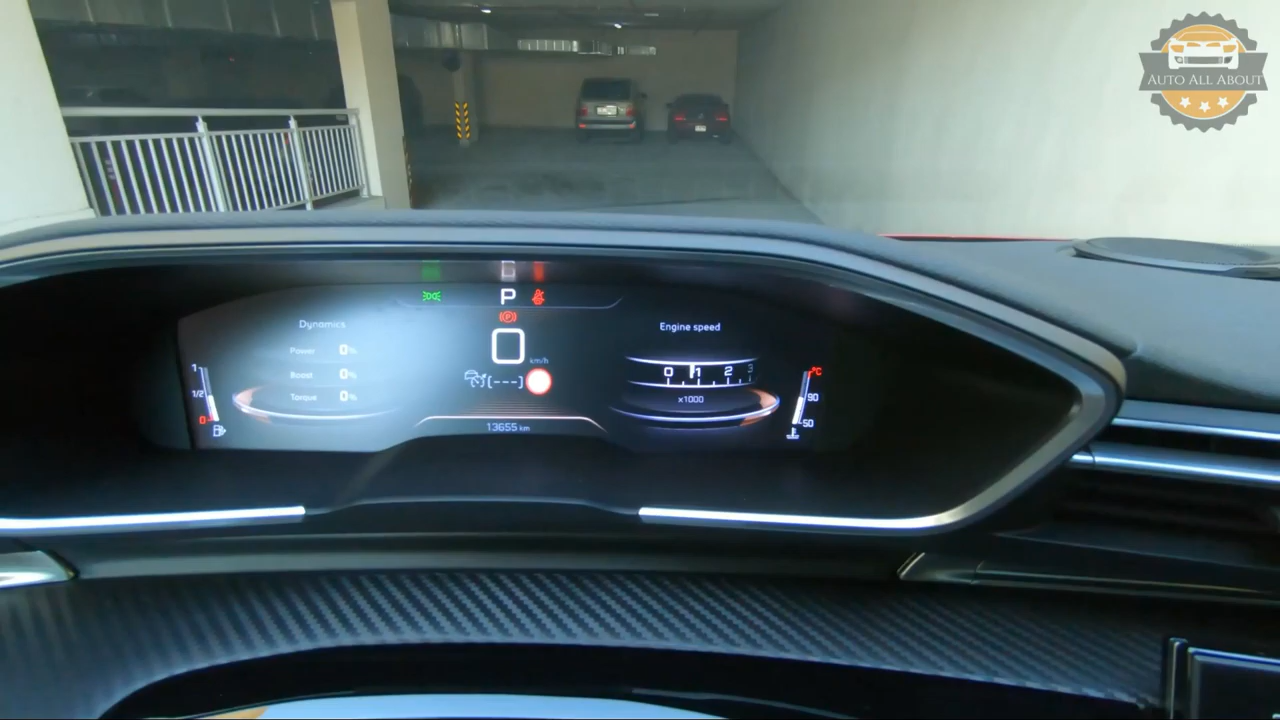 AUTO ALL ABOUT
P
Dynamics
Engine speed
Power 0%
Boost 0%
Torque 0%
0
km/h
[---]
0 1 2 3
x1000
1
1/2
0
°C
90
50
13655 km